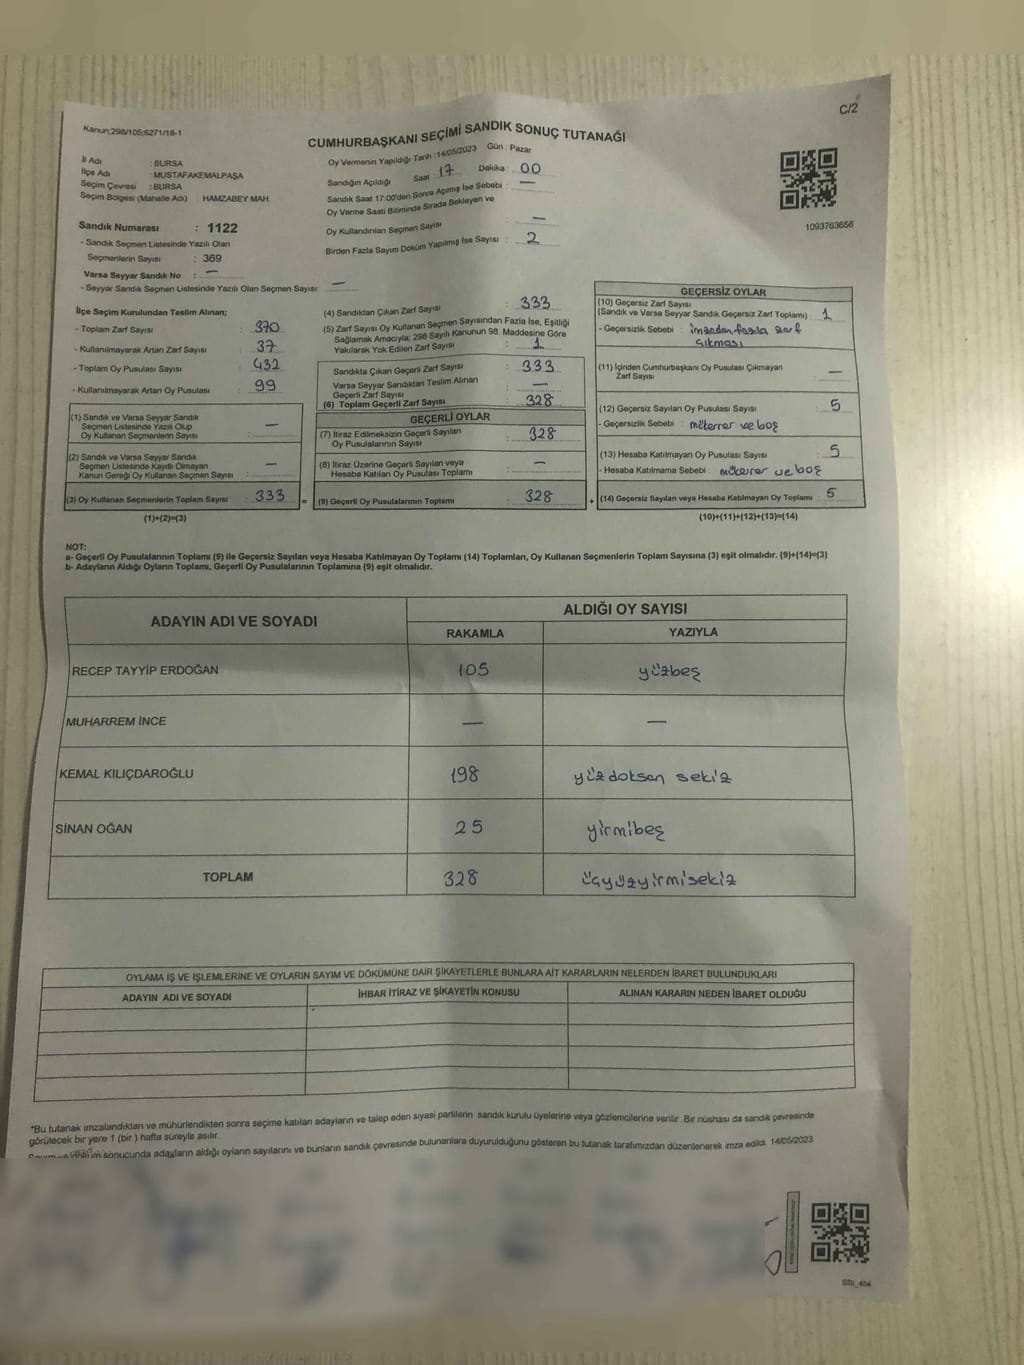 C/2
Kanun:298/105;6271/18-1
CUMHURBAŞKANI SEÇİMİ SANDIK SONUÇ TUTANAĞI
İl Adı : BURSA
İlçe Adı : MUSTAFAKEMALPAŞA
Seçim Çevresi : BURSA
Seçim Bölgesi (Mahalle Adı) : HAMZABEY MAH.
Oy Vermenin Yapıldığı Tarih :14/05/2023 Gün : Pazar
Sandığın Açıldığı Saat : 17 Dakika : 00
Sandık Saat 17:00'den Sonra Açılmış İse Sebebi : —
Oy Verme Saati Bitiminde Sırada Bekleyen ve
Oy Kullandırılan Seçmen Sayısı : —
Birden Fazla Sayım Döküm Yapılmış İse Sayısı : 2
1093763656
Sandık Numarası : 1122
- Sandık Seçmen Listesinde Yazılı Olan
Seçmenlerin Sayısı : 369
Varsa Seyyar Sandık No : —
- Seyyar Sandık Seçmen Listesinde Yazılı Olan Seçmen Sayısı: —
İlçe Seçim Kurulundan Teslim Alınan;
- Toplam Zarf Sayısı : 370
- Kullanılmayarak Artan Zarf Sayısı : 37
- Toplam Oy Pusulası Sayısı : 432
- Kullanılmayarak Artan Oy Pusulası : 99
(1) Sandık ve Varsa Seyyar Sandık
Seçmen Listesinde Yazılı Olup
Oy Kullanan Seçmenlerin Sayısı : —
(2) Sandık ve Varsa Seyyar Sandık
Seçmen Listesinde Kayıtlı Olmayan
Kanun Gereği Oy Kullanan Seçmen Sayısı : —
(3) Oy Kullanan Seçmenlerin Toplam Sayısı : 333
(1)+(2)=(3)
(4) Sandıktan Çıkan Zarf Sayısı : 333
(5) Zarf Sayısı Oy Kullanan Seçmen Sayısından Fazla İse, Eşitliği
Sağlamak Amacıyla; 298 Sayılı Kanunun 98. Maddesine Göre
Yakılarak Yok Edilen Zarf Sayısı : 1
Sandıkta Çıkan Geçerli Zarf Sayısı : 333
Varsa Seyyar Sandıktan Teslim Alınan
Geçerli Zarf Sayısı : —
(6) Toplam Geçerli Zarf Sayısı : 328
GEÇERLİ OYLAR
(7) İtiraz Edilmeksizin Geçerli Sayılan
Oy Pusulalarının Sayısı : 328
(8) İtiraz Üzerine Geçerli Sayılan veya
Hesaba Katılan Oy Pusulası Toplamı : —
= (9) Geçerli Oy Pusulalarının Toplamı : 328
GEÇERSİZ OYLAR
(10) Geçersiz Zarf Sayısı
(Sandık ve Varsa Seyyar Sandık Geçersiz Zarf Toplamı) : 1
- Geçersizlik Sebebi : imzadan fazla zarf
çıkması
(11) İçinden Cumhurbaşkanı Oy Pusulası Çıkmayan
Zarf Sayısı : —
(12) Geçersiz Sayılan Oy Pusulası Sayısı : 5
- Geçersizlik Sebebi : mükerrer ve boş
(13) Hesaba Katılmayan Oy Pusulası Sayısı : 5
- Hesaba Katılmama Sebebi : mükerrer ve boş
+ (14) Geçersiz Sayılan veya Hesaba Katılmayan Oy Toplamı : 5
(10)+(11)+(12)+(13)=(14)
NOT:
a- Geçerli Oy Pusulalarının Toplamı (9) ile Geçersiz Sayılan veya Hesaba Katılmayan Oy Toplamı (14) Toplamları, Oy Kullanan Seçmenlerin Toplam Sayısına (3) eşit olmalıdır. (9)+(14)=(3)
b- Adayların Aldığı Oyların Toplamı, Geçerli Oy Pusulalarının Toplamına (9) eşit olmalıdır.
ADAYIN ADI VE SOYADI ALDIĞI OY SAYISI
RAKAMLA YAZIYLA
RECEP TAYYİP ERDOĞAN 105 yüzbeş
MUHARREM İNCE — —
KEMAL KILIÇDAROĞLU 198 yüzdoksan sekiz
SİNAN OĞAN 25 yirmibeş
TOPLAM 328 üçyüzyirmisekiz
OYLAMA İŞ VE İŞLEMLERİNE VE OYLARIN SAYIM VE DÖKÜMÜNE DAİR ŞİKAYETLERLE BUNLARA AİT KARARLARIN NELERDEN İBARET BULUNDUKLARI
ADAYIN ADI VE SOYADI İHBAR İTİRAZ VE ŞİKAYETİN KONUSU ALINAN KARARIN NEDEN İBARET OLDUĞU
*Bu tutanak imzalandıktan ve mühürlendikten sonra seçime katılan adayların ve talep eden siyasi partilerin sandık kurulu üyelerine veya gözlemcilerine verilir. Bir nüshası da sandık çevresinde
görülecek bir yere 1 (bir ) hafta süreyle asılır.
sonucunda adayların aldığı oyların sayılarını ve bunların sandık çevresinde bulunanlara duyurulduğunu gösteren bu tutanak tarafımızdan düzenlenerek imza edildi. 14/05/2023